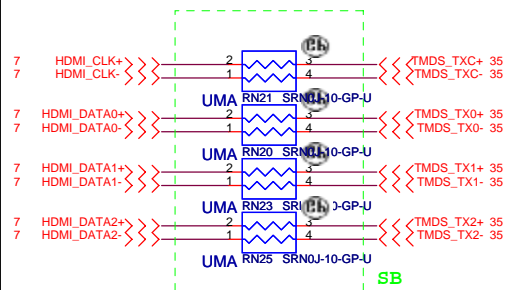 7 HDMI_CLK+ 2 3 TMDS_TXC+ 35
7 HDMI_CLK- 1 4 TMDS_TXC- 35
UMA RN21 SRN0J-10-GP-U
7 HDMI_DATA0+ 2 3 TMDS_TX0+ 35
7 HDMI_DATA0- 1 4 TMDS_TX0- 35
UMA RN20 SRN0J-10-GP-U
7 HDMI_DATA1+ 2 3 TMDS_TX1+ 35
7 HDMI_DATA1- 1 4 TMDS_TX1- 35
UMA RN23 SRN0J-10-GP-U
7 HDMI_DATA2+ 2 3 TMDS_TX2+ 35
7 HDMI_DATA2- 1 4 TMDS_TX2- 35
UMA RN25 SRN0J-10-GP-U
SB